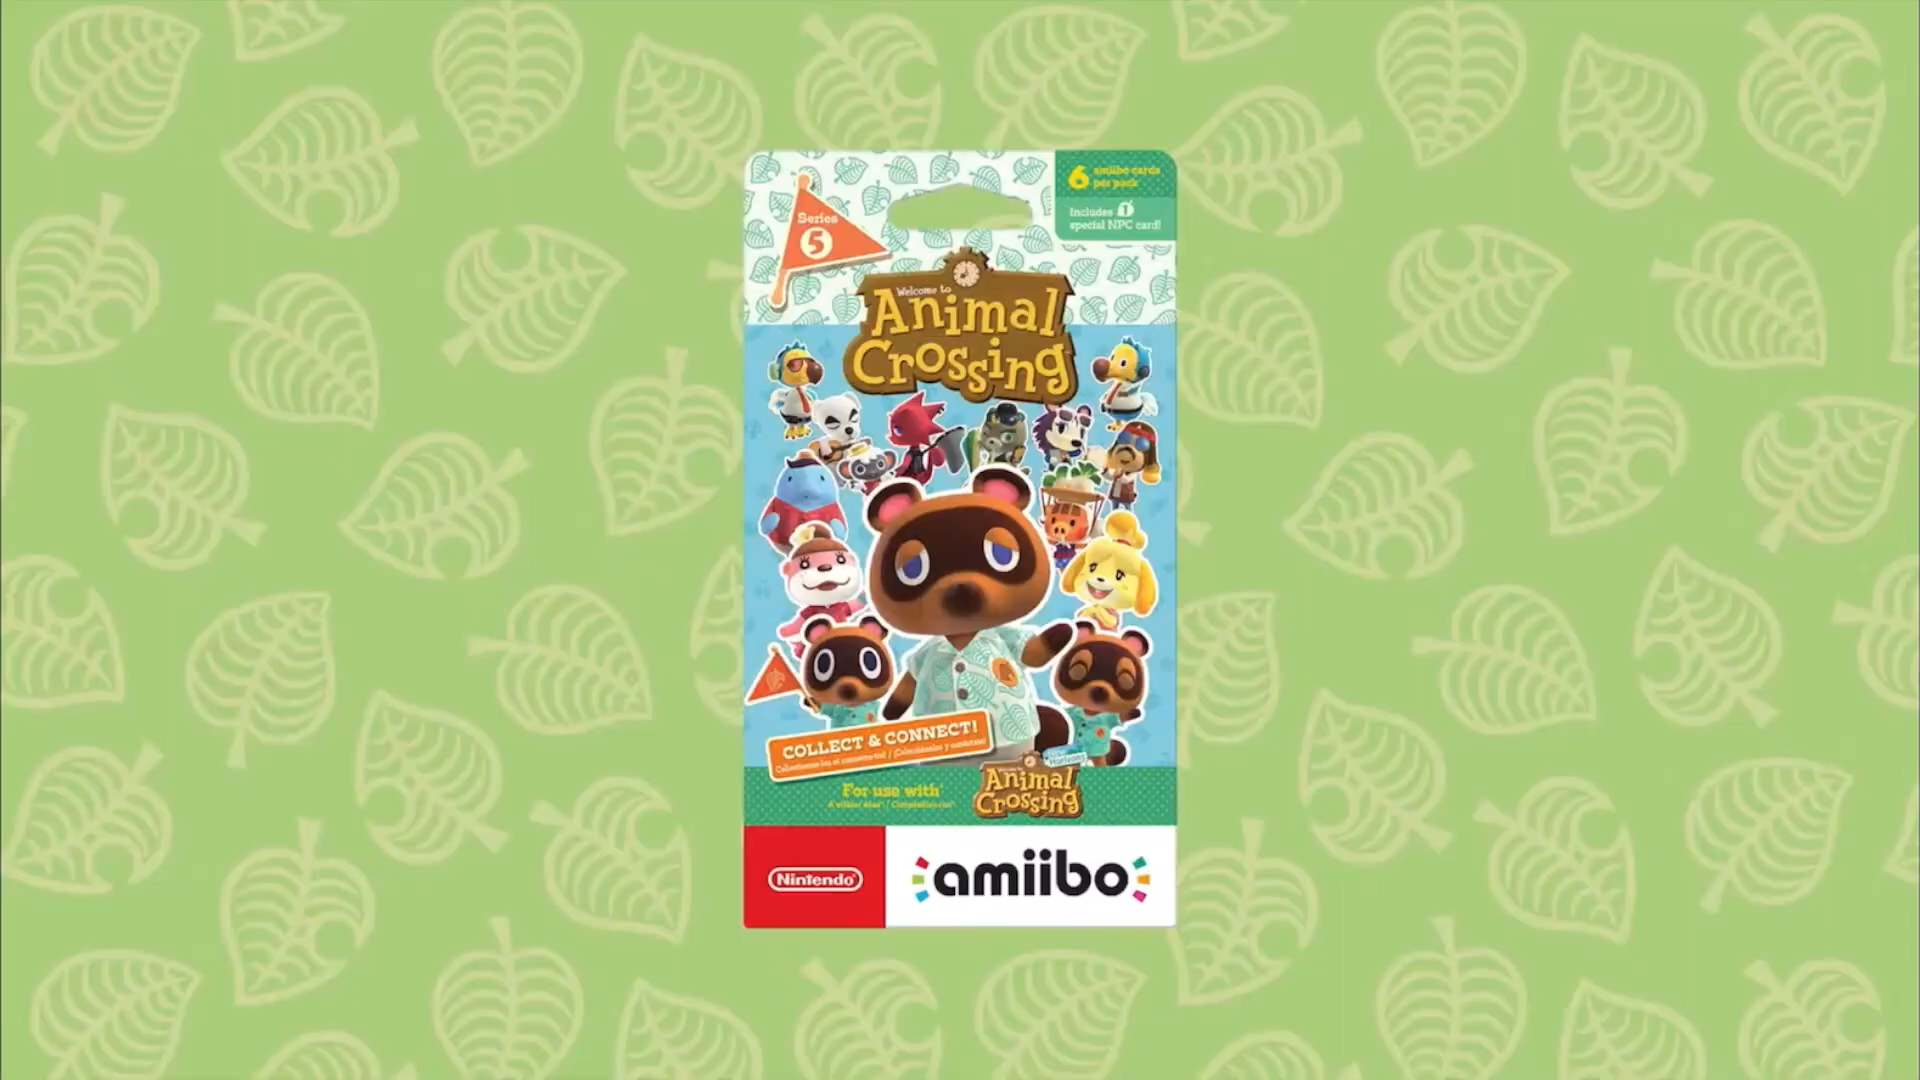 6 amiibo cards
per pack
Includes 1
special NPC card!
Series
5
Welcome to
Animal
Crossing
COLLECT & CONNECT!
Horizons
Animal
Crossing
For use with
Nintendo
amiibo